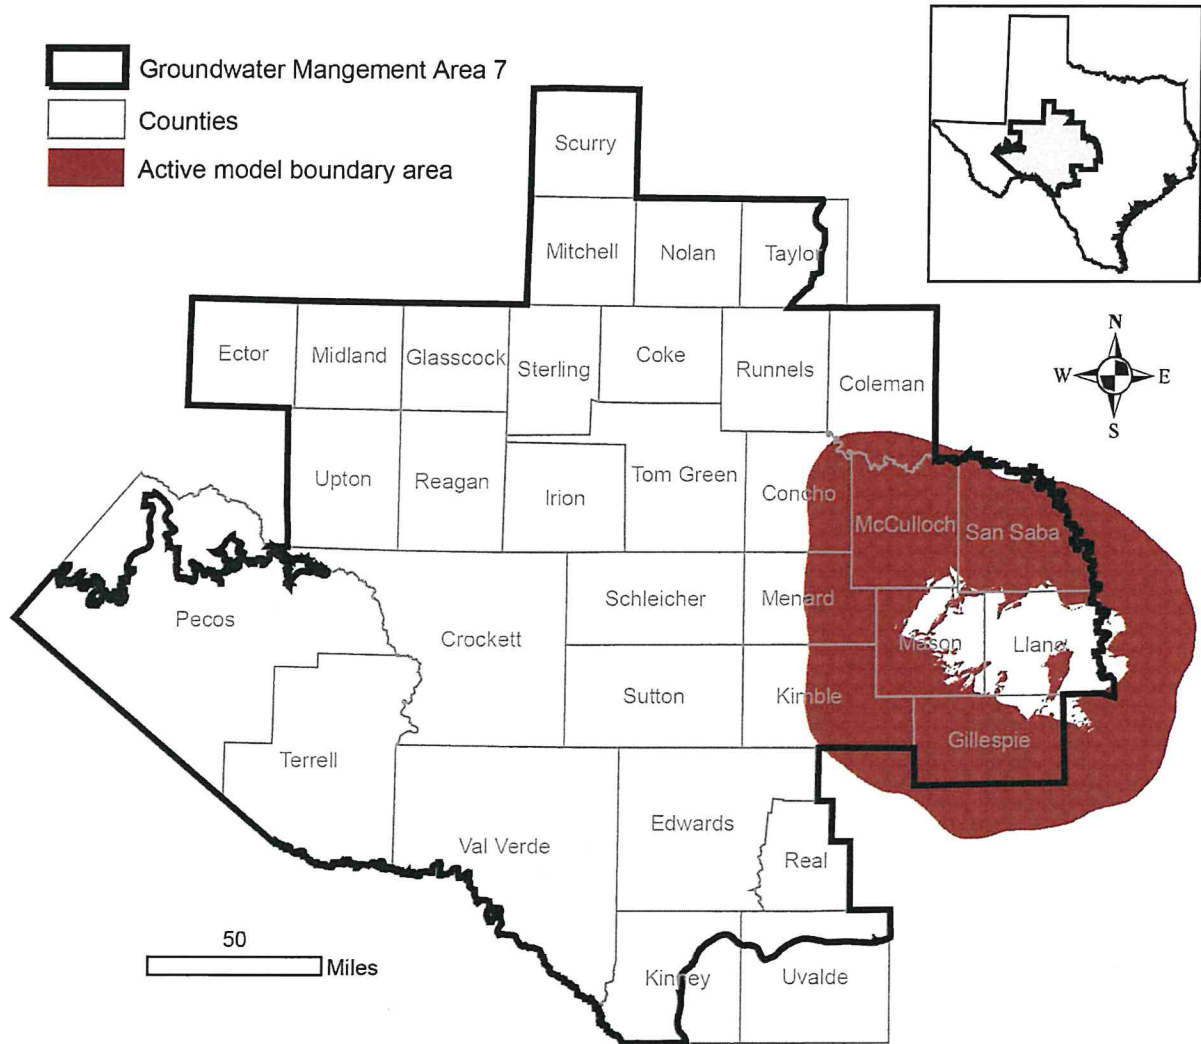 Groundwater Mangement Area 7
Counties
Active model boundary area
Scurry
Mitchell
Nolan
Taylor
N
W
E
S
Ector
Midland
Glasscock
Sterling
Coke
Runnels
Coleman
Upton
Reagan
Irion
Tom Green
Concho
McCulloch
San Saba
Pecos
Crockett
Schleicher
Menard
Mason
Llano
Sutton
Kimble
Gillespie
Terrell
Val Verde
Edwards
Real
50
Miles
Kinney
Uvalde